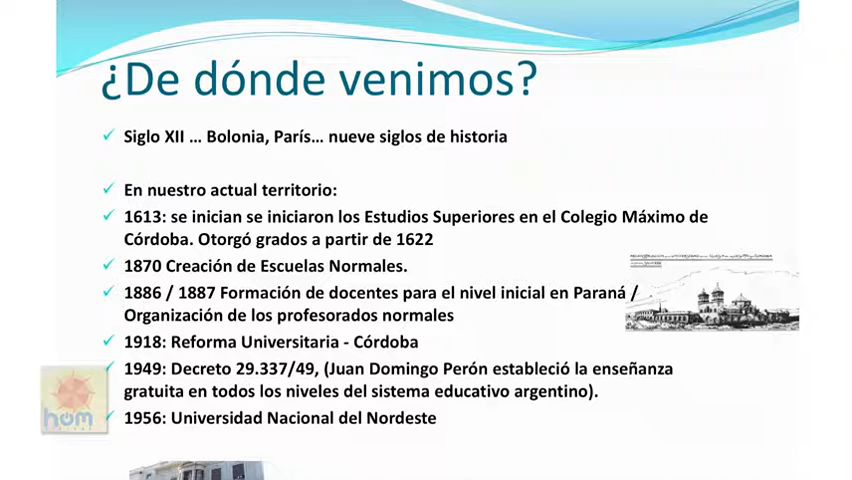 ¿De dónde venimos?
Siglo XII ... Bolonia, París... nueve siglos de historia
En nuestro actual territorio:
1613: se inician se iniciaron los Estudios Superiores en el Colegio Máximo de
Córdoba. Otorgó grados a partir de 1622
1870 Creación de Escuelas Normales.
1886 / 1887 Formación de docentes para el nivel inicial en Paraná /
Organización de los profesorados normales
1918: Reforma Universitaria - Córdoba
1949: Decreto 29.337/49, (Juan Domingo Perón estableció la enseñanza
gratuita en todos los niveles del sistema educativo argentino).
1956: Universidad Nacional del Nordeste
hom